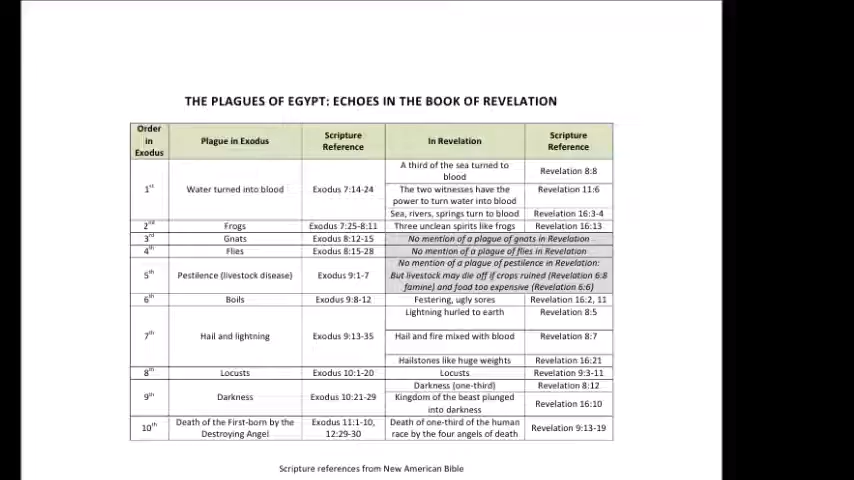 THE PLAGUES OF EGYPT: ECHOES IN THE BOOK OF REVELATION
Order in Exodus | Plague in Exodus | Scripture Reference | In Revelation | Scripture Reference
1st | Water turned into blood | Exodus 7:14-24 | A third of the sea turned to blood | Revelation 8:8
The two witnesses have the power to turn water into blood | Revelation 11:6
Sea, rivers, springs turn to blood | Revelation 16:3-4
2nd | Frogs | Exodus 7:25-8:11 | Three unclean spirits like frogs | Revelation 16:13
3rd | Gnats | Exodus 8:12-15 | No mention of a plague of gnats in Revelation
4th | Flies | Exodus 8:15-28 | No mention of a plague of flies in Revelation
5th | Pestilence (livestock disease) | Exodus 9:1-7 | No mention of a plague of pestilence in Revelation: But livestock may die off if crops ruined (Revelation 6:8 famine) and food too expensive (Revelation 6:6)
6th | Boils | Exodus 9:8-12 | Festering, ugly sores | Revelation 16:2, 11
7th | Hail and lightning | Exodus 9:13-35 | Lightning hurled to earth | Revelation 8:5
Hail and fire mixed with blood | Revelation 8:7
Hailstones like huge weights | Revelation 16:21
8th | Locusts | Exodus 10:1-20 | Locusts | Revelation 9:3-11
9th | Darkness | Exodus 10:21-29 | Darkness (one-third) | Revelation 8:12
Kingdom of the beast plunged into darkness | Revelation 16:10
10th | Death of the First-born by the Destroying Angel | Exodus 11:1-10, 12:29-30 | Death of one-third of the human race by the four angels of death | Revelation 9:13-19
Scripture references from New American Bible